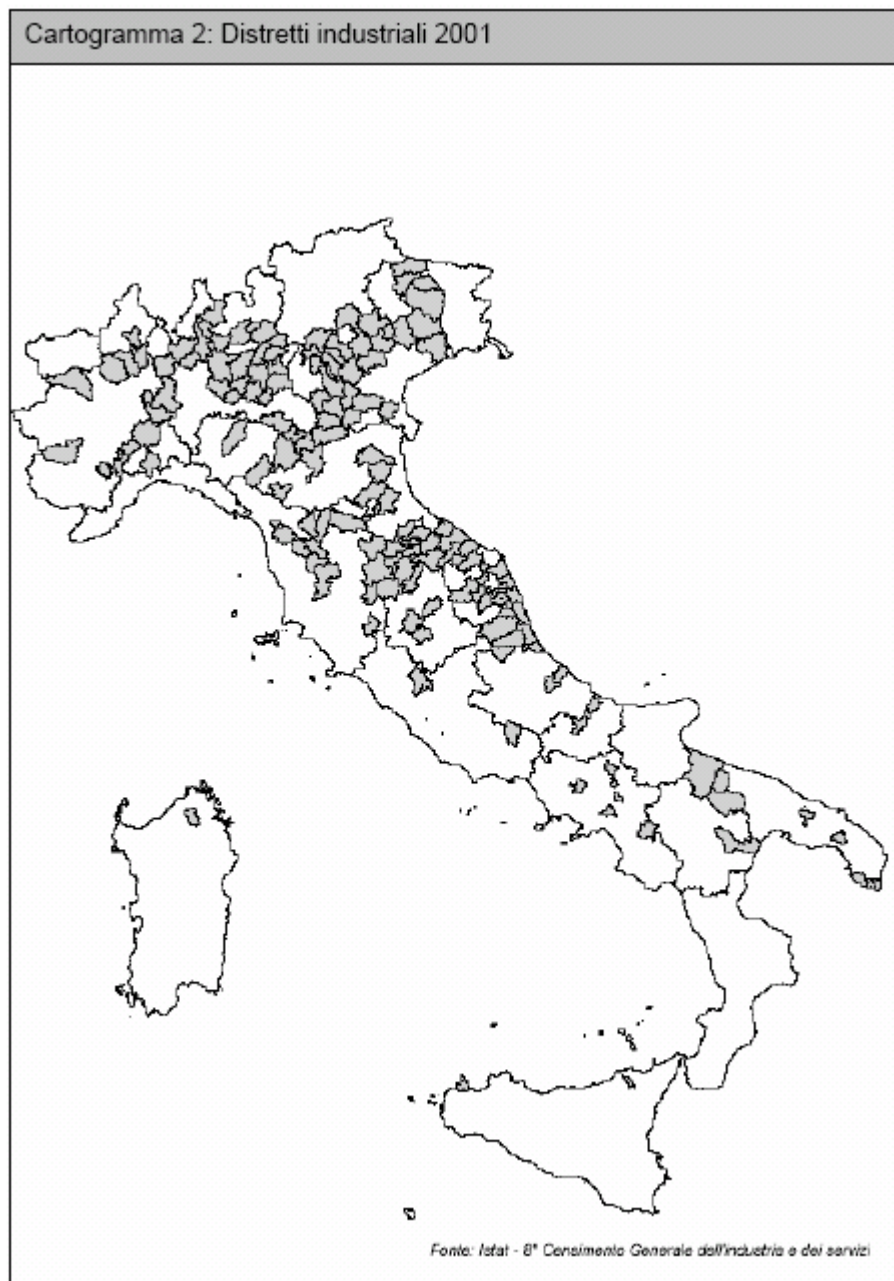 Cartogramma 2: Distretti industriali 2001
Fonte: Istat - 8° Censimento Generale dell'industria e dei servizi